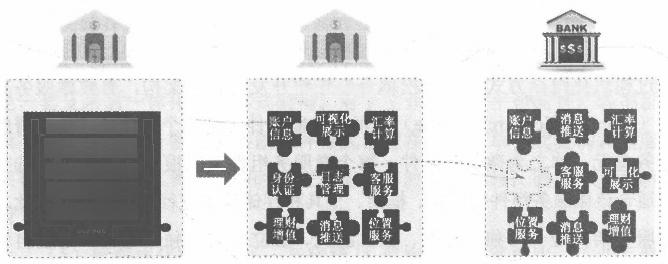 $
$
BANK
$$$
账户
信息
可视化
展示
汇率
计算
身份
认证
日志
管理
客服
服务
理财
增值
消息
推送
位置
服务
账户
信息
消息
推送
汇率
计算
客服
服务
可 化
展示
位置
服务
消息
推送
理财
增值